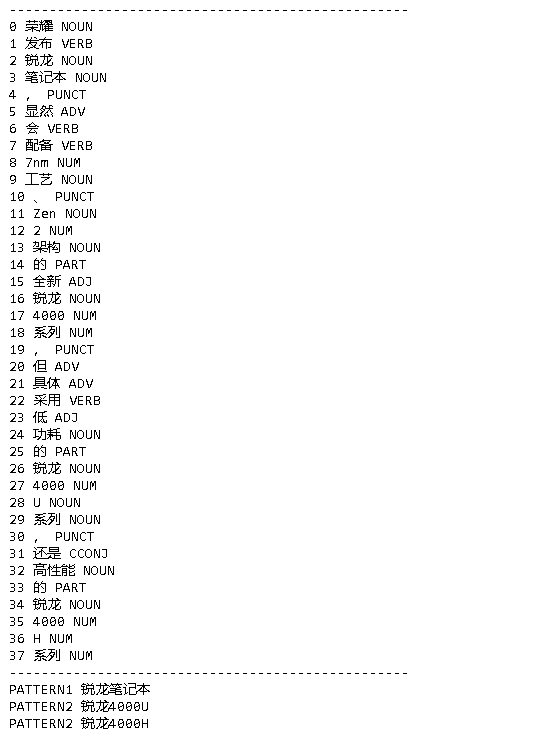 --------------------------------------------------
0 荣耀 NOUN
1 发布 VERB
2 锐龙 NOUN
3 笔记本 NOUN
4 ， PUNCT
5 显然 ADV
6 会 VERB
7 配备 VERB
8 7nm NUM
9 工艺 NOUN
10 、 PUNCT
11 Zen NOUN
12 2 NUM
13 架构 NOUN
14 的 PART
15 全新 ADJ
16 锐龙 NOUN
17 4000 NUM
18 系列 NUM
19 ， PUNCT
20 但 ADV
21 具体 ADV
22 采用 VERB
23 低 ADJ
24 功耗 NOUN
25 的 PART
26 锐龙 NOUN
27 4000 NUM
28 U NOUN
29 系列 NOUN
30 ， PUNCT
31 还是 CCONJ
32 高性能 NOUN
33 的 PART
34 锐龙 NOUN
35 4000 NUM
36 H NUM
37 系列 NUM
--------------------------------------------------
PATTERN1 锐龙笔记本
PATTERN2 锐龙4000U
PATTERN2 锐龙4000H